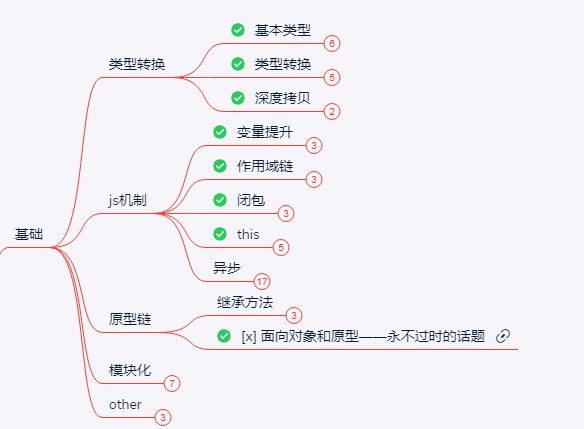 基础
类型转换
基本类型 6
类型转换 5
深度拷贝 2
js机制
变量提升 3
作用域链 3
闭包 3
this 5
异步 17
原型链
继承方法 3
[x] 面向对象和原型——永不过时的话题
模块化 7
other 3